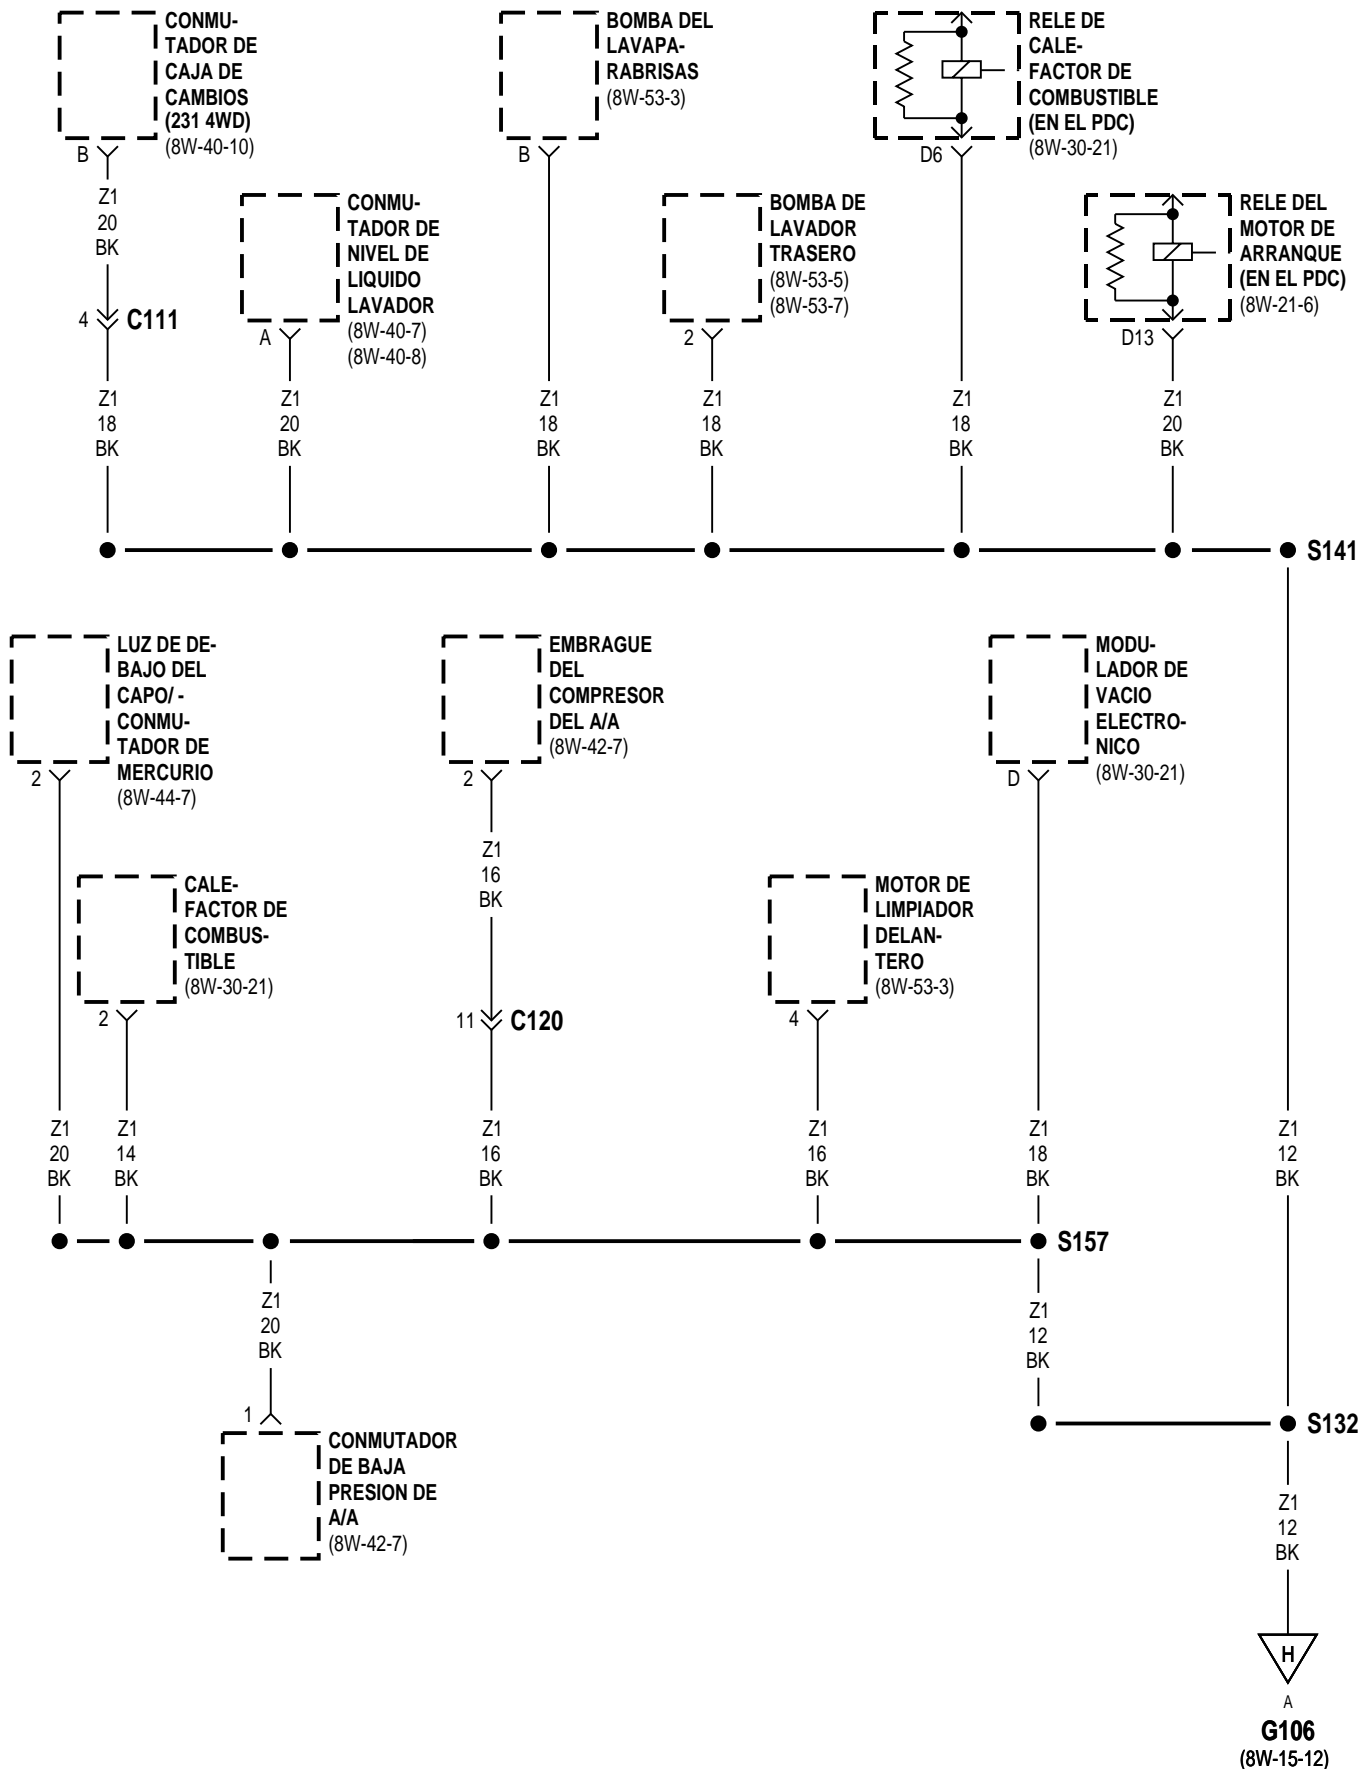 CONMU-
TADOR DE
CAJA DE
CAMBIOS
(231 4WD)
(8W-40-10)
B
Z1
20
BK
4
C111
Z1
18
BK
CONMU-
TADOR DE
NIVEL DE
LIQUIDO
LAVADOR
(8W-40-7)
(8W-40-8)
A
Z1
20
BK
BOMBA DEL
LAVAPA-
RABRISAS
(8W-53-3)
B
Z1
18
BK
BOMBA DE
LAVADOR
TRASERO
(8W-53-5)
(8W-53-7)
2
Z1
18
BK
RELE DE
CALE-
FACTOR DE
COMBUSTIBLE
(EN EL PDC)
(8W-30-21)
D6
Z1
18
BK
RELE DEL
MOTOR DE
ARRANQUE
(EN EL PDC)
(8W-21-6)
D13
Z1
20
BK
S141
LUZ DE DE-
BAJO DEL
CAPO/ -
CONMU-
TADOR DE
MERCURIO
(8W-44-7)
2
Z1
20
BK
CALE-
FACTOR DE
COMBUS-
TIBLE
(8W-30-21)
2
Z1
14
BK
EMBRAGUE
DEL
COMPRESOR
DEL A/A
(8W-42-7)
2
Z1
16
BK
11
C120
Z1
16
BK
MOTOR DE
LIMPIADOR
DELAN-
TERO
(8W-53-3)
4
Z1
16
BK
MODU-
LADOR DE
VACIO
ELECTRO-
NICO
(8W-30-21)
D
Z1
18
BK
Z1
12
BK
S157
Z1
20
BK
1
CONMUTADOR
DE BAJA
PRESION DE
A/A
(8W-42-7)
Z1
12
BK
S132
Z1
12
BK
H
A
G106
(8W-15-12)